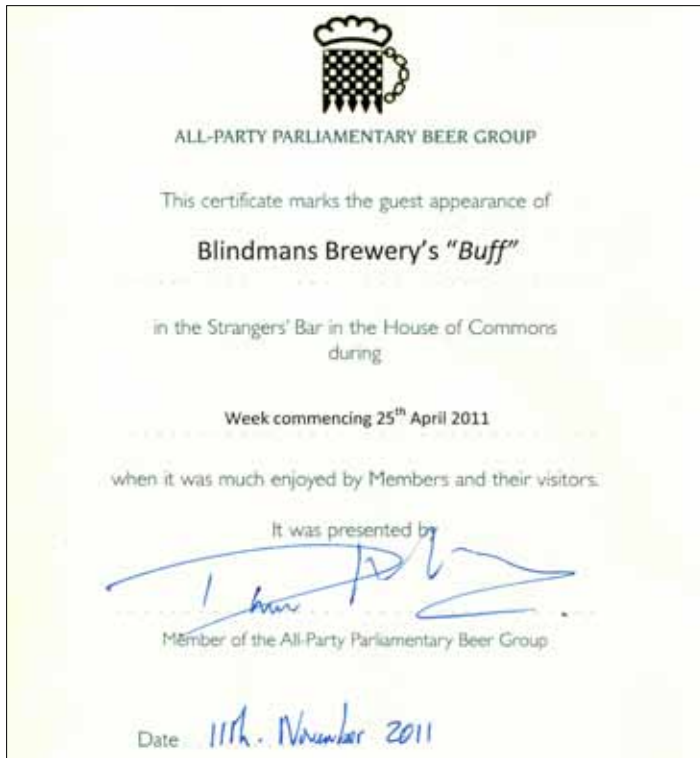 ALL-PARTY PARLIAMENTARY BEER GROUP
This certificate marks the guest appearance of
Blindmans Brewery's "Buff"
in the Strangers' Bar in the House of Commons
during
Week commencing 25th April 2011
when it was much enjoyed by Members and their visitors.
It was presented by
Member of the All-Party Parliamentary Beer Group
Date 11th. November 2011